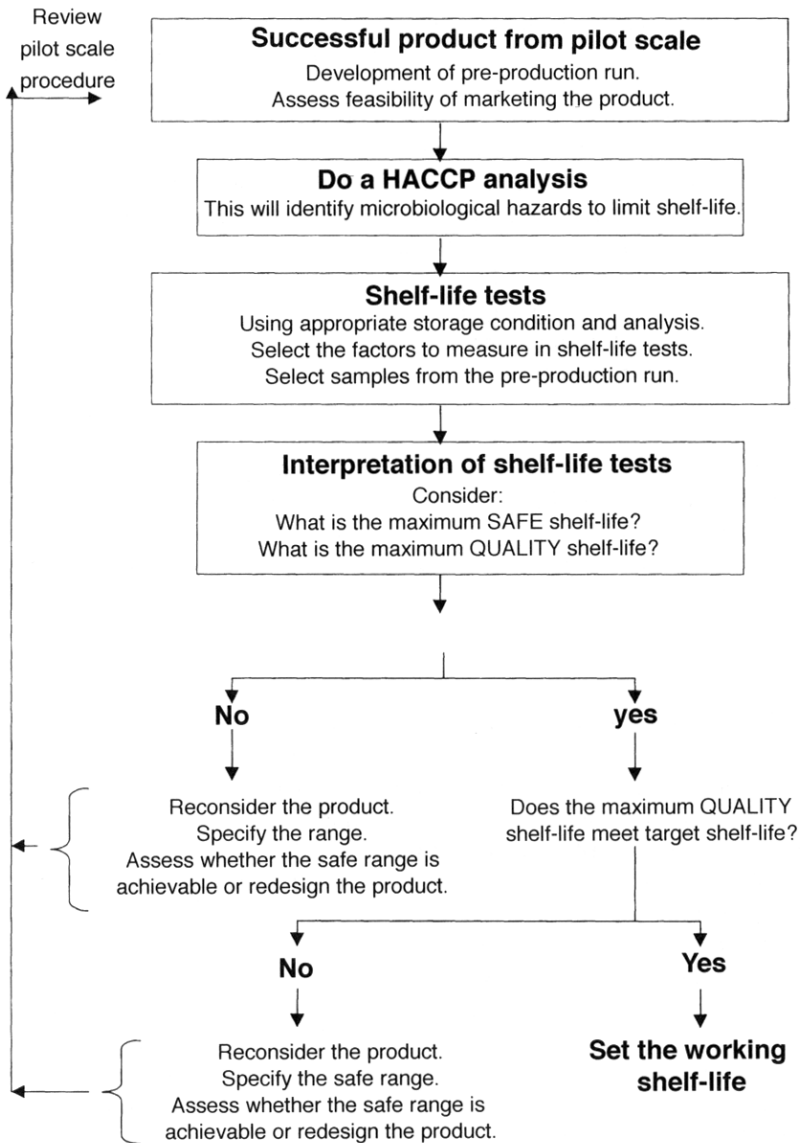 Review
pilot scale
procedure
Successful product from pilot scale
Development of pre-production run.
Assess feasibility of marketing the product.
Do a HACCP analysis
This will identify microbiological hazards to limit shelf-life.
Shelf-life tests
Using appropriate storage condition and analysis.
Select the factors to measure in shelf-life tests.
Select samples from the pre-production run.
Interpretation of shelf-life tests
Consider:
What is the maximum SAFE shelf-life?
What is the maximum QUALITY shelf-life?
No
yes
Reconsider the product.
Specify the range.
Assess whether the safe range is
achievable or redesign the product.
Does the maximum QUALITY
shelf-life meet target shelf-life?
No
Yes
Reconsider the product.
Specify the safe range.
Assess whether the safe range is
achievable or redesign the product.
Set the working
shelf-life